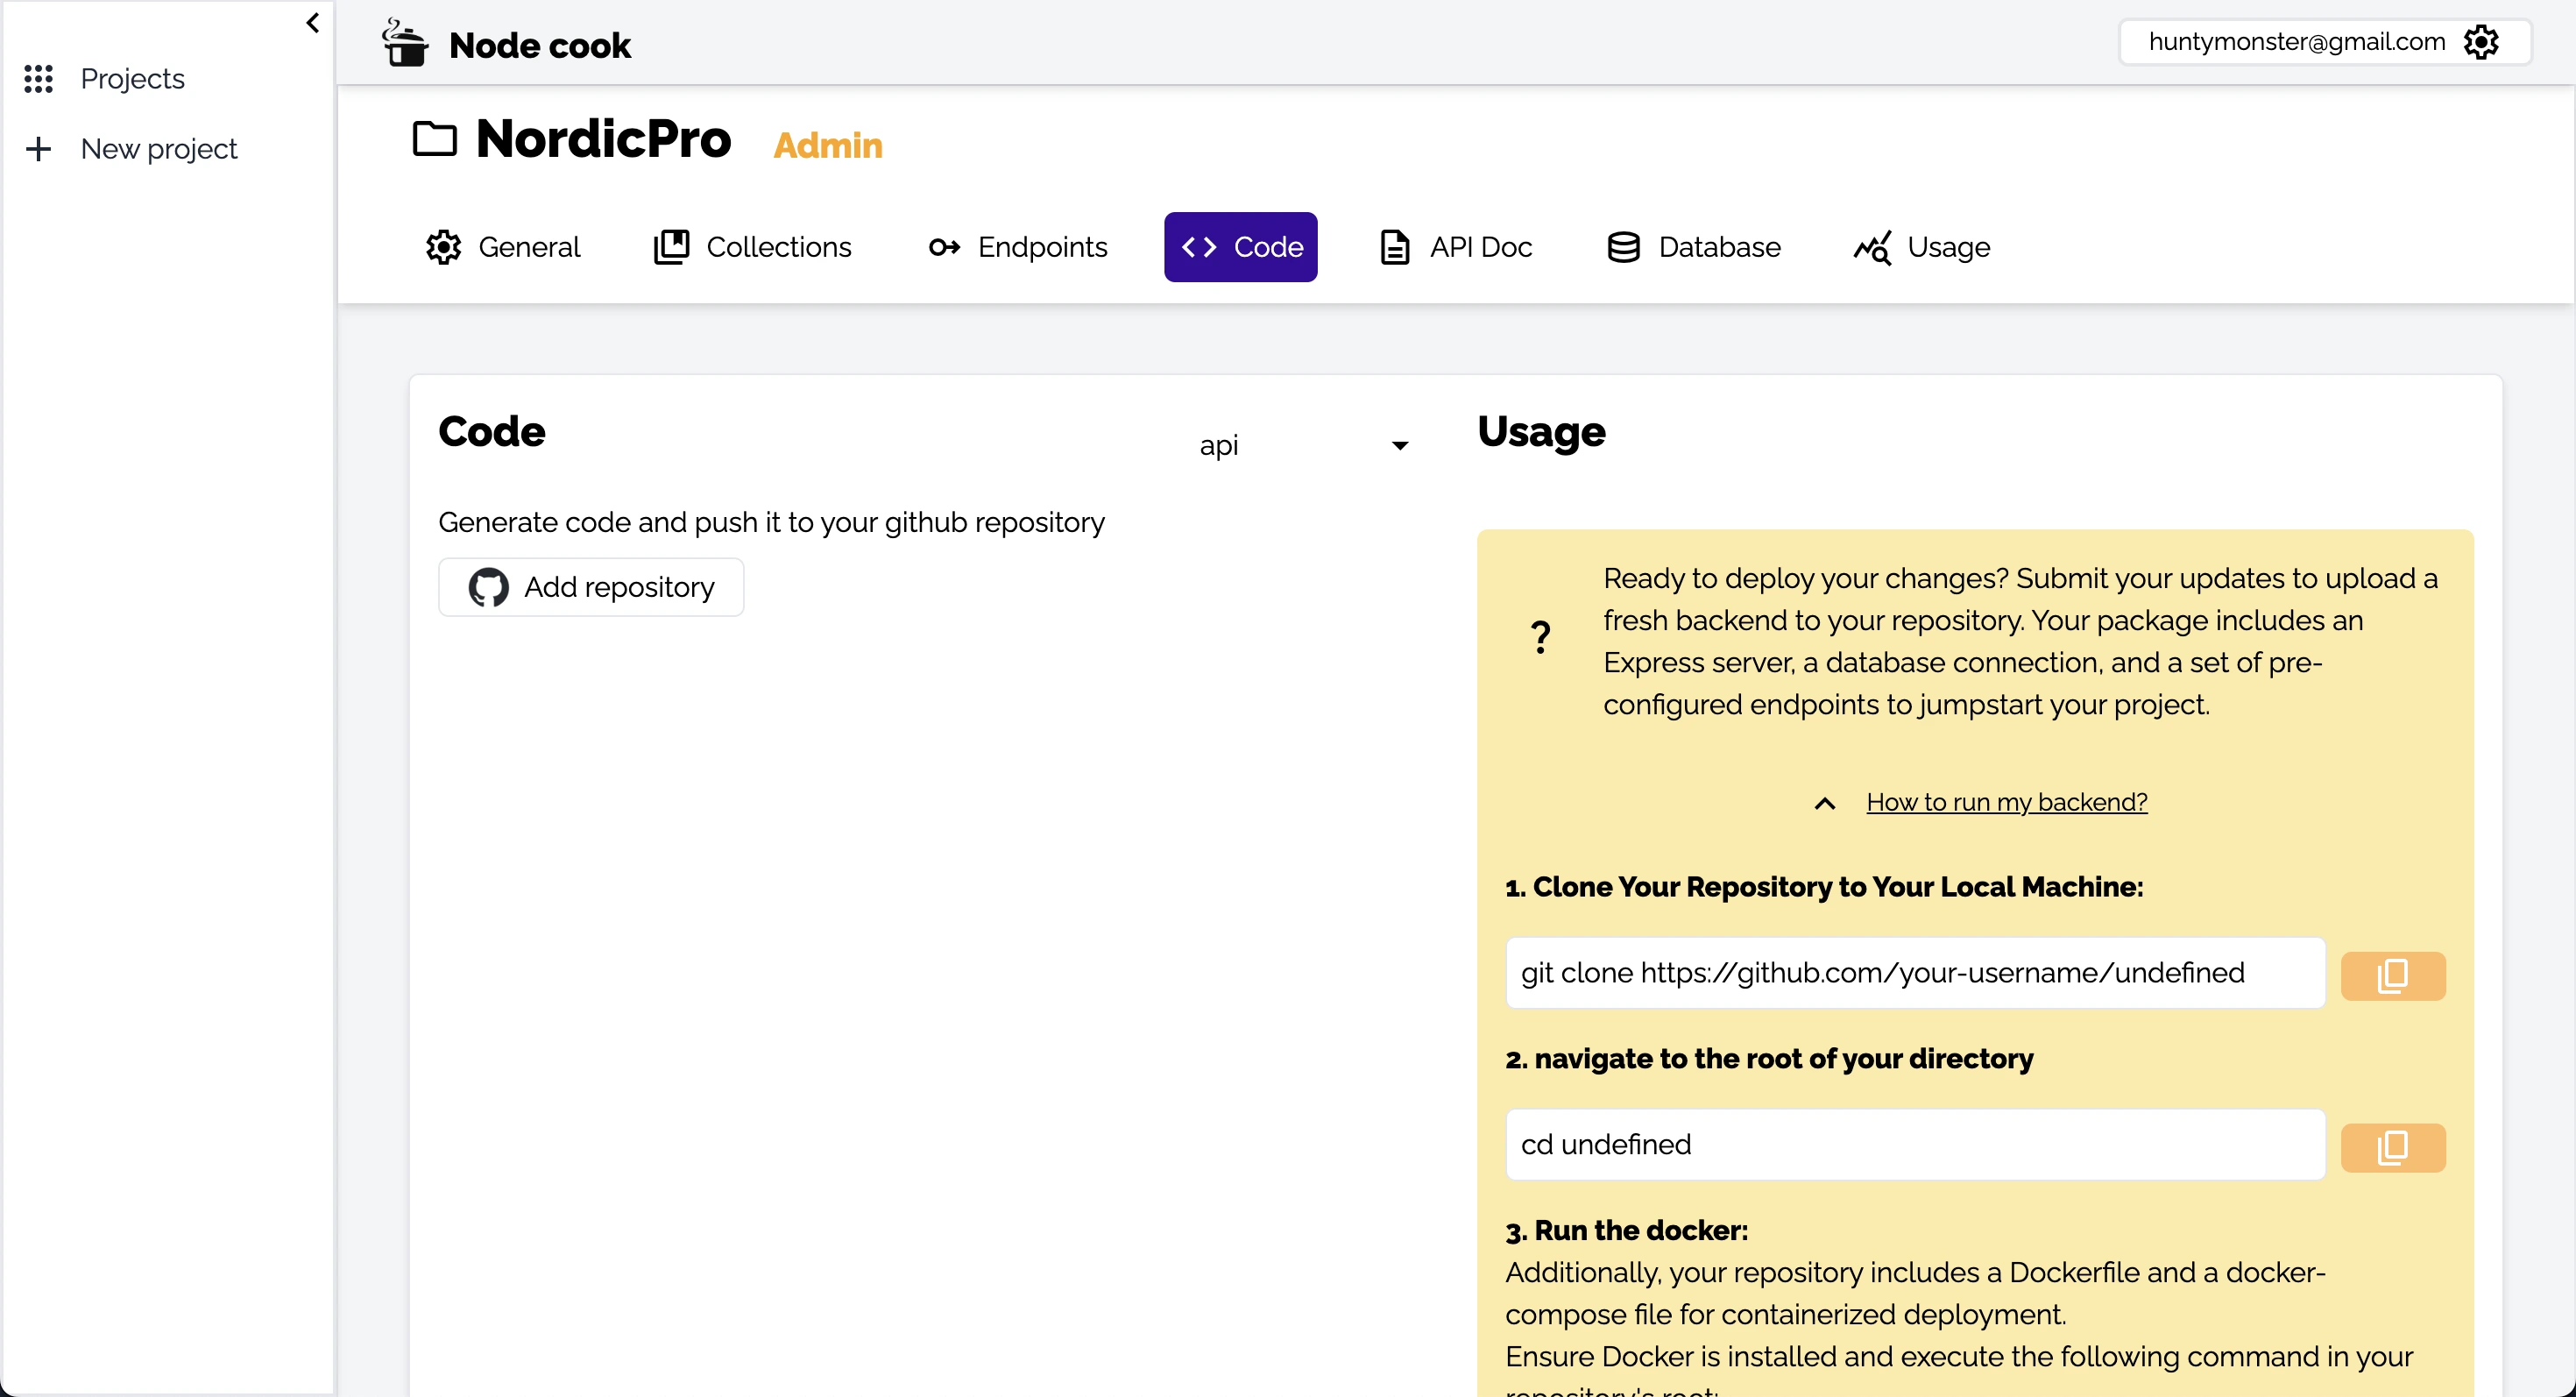 Projects
New project
Node cook
huntymonster@gmail.com
NordicPro Admin
General Collections Endpoints Code API Doc Database Usage
Code
api
Generate code and push it to your github repository
Add repository
Usage
?
Ready to deploy your changes? Submit your updates to upload a
fresh backend to your repository. Your package includes an
Express server, a database connection, and a set of pre-
configured endpoints to jumpstart your project.
How to run my backend?
1. Clone Your Repository to Your Local Machine:
git clone https://github.com/your-username/undefined
2. navigate to the root of your directory
cd undefined
3. Run the docker:
Additionally, your repository includes a Dockerfile and a docker-
compose file for containerized deployment.
Ensure Docker is installed and execute the following command in your
repository's root: